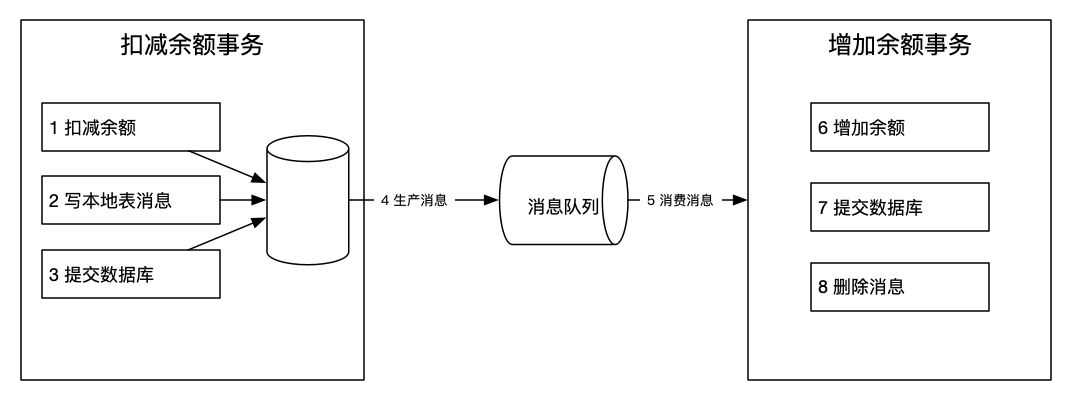 扣减余额事务
1 扣减余额
2 写本地表消息
3 提交数据库
4 生产消息
消息队列
5 消费消息
增加余额事务
6 增加余额
7 提交数据库
8 删除消息